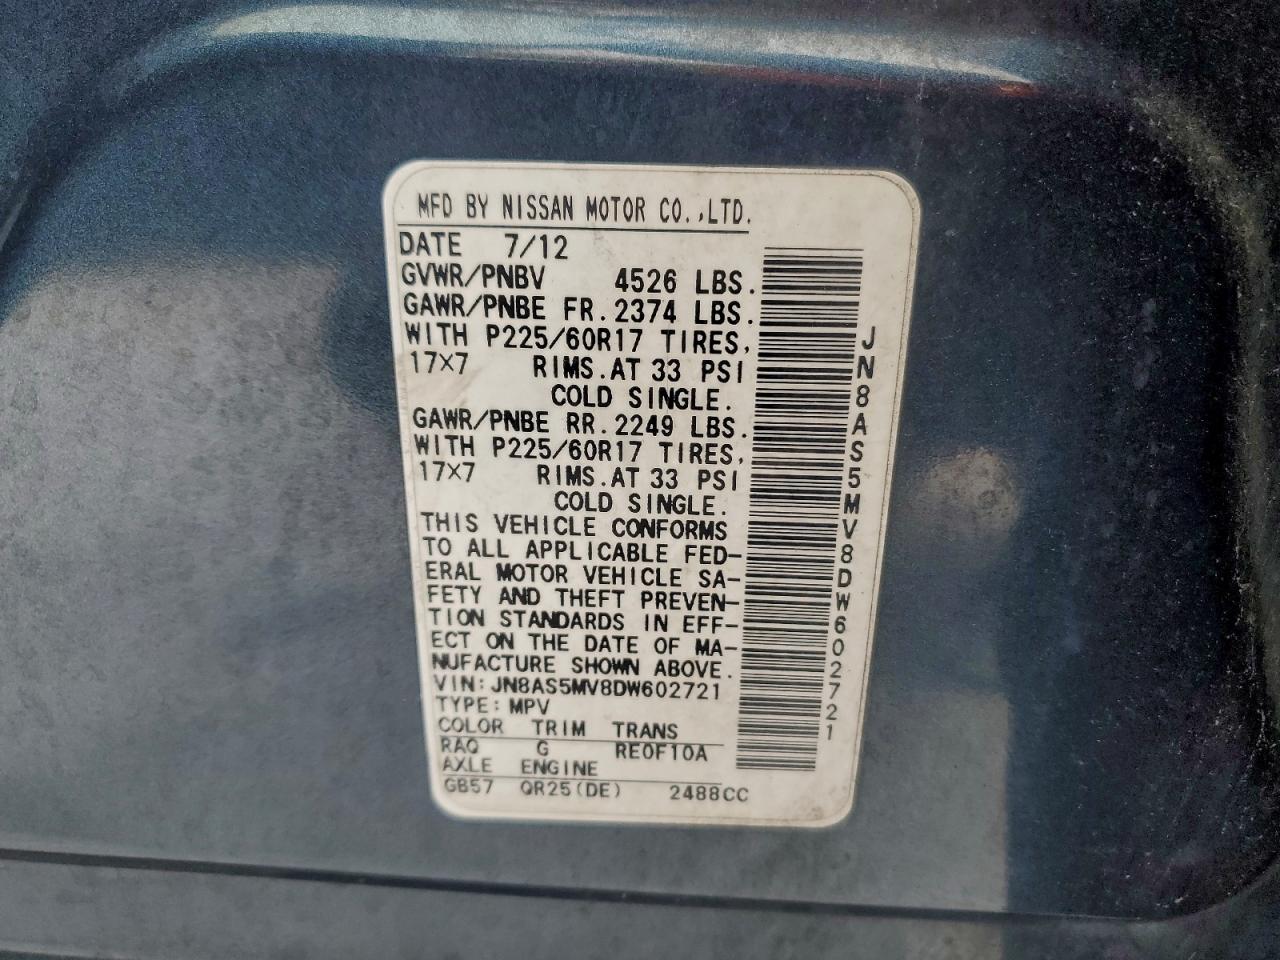 MFD BY NISSAN MOTOR CO.,LTD.
DATE 7/12
GVWR/PNBV 4526 LBS.
GAWR/PNBE FR.2374 LBS.
WITH P225/60R17 TIRES,
17×7 RIMS.AT 33 PSI
COLD SINGLE.
GAWR/PNBE RR.2249 LBS.
WITH P225/60R17 TIRES,
17×7 RIMS.AT 33 PSI
COLD SINGLE.
THIS VEHICLE CONFORMS
TO ALL APPLICABLE FED-
ERAL MOTOR VEHICLE SA-
FETY AND THEFT PREVEN-
TION STANDARDS IN EFF-
ECT ON THE DATE OF MA-
NUFACTURE SHOWN ABOVE.
VIN:JN8AS5MV8DW602721
TYPE:MPV
COLOR TRIM TRANS
RAQ G RE0F10A
AXLE ENGINE
GB57 QR25(DE) 2488CC
JN8AS5MV8DW602721